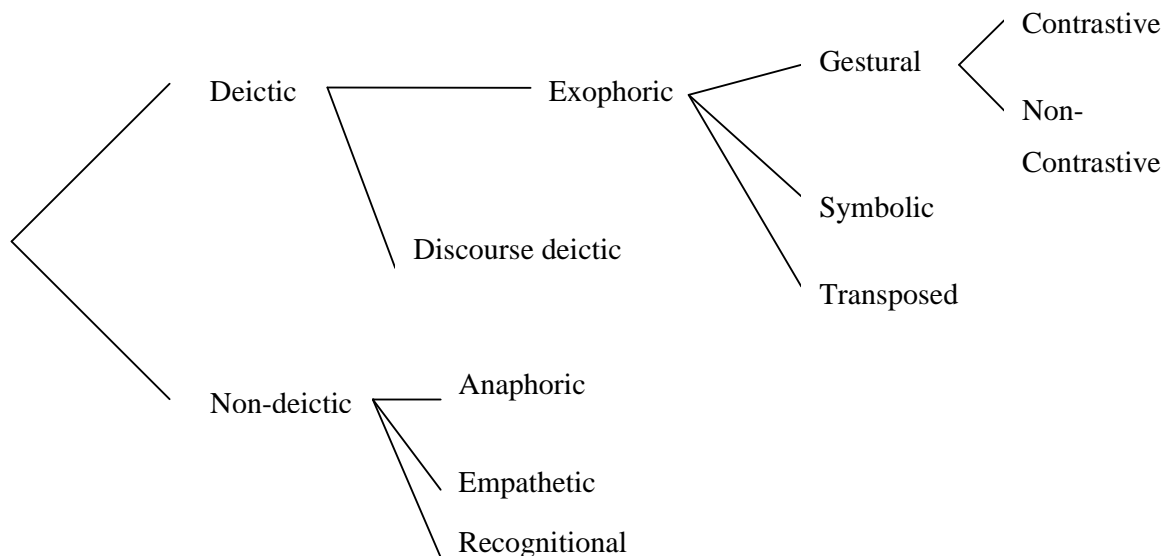 Contrastive
Gestural
Deictic
Exophoric
Non-
Contrastive
Symbolic
Discourse deictic
Transposed
Anaphoric
Non-deictic
Empathetic
Recognitional